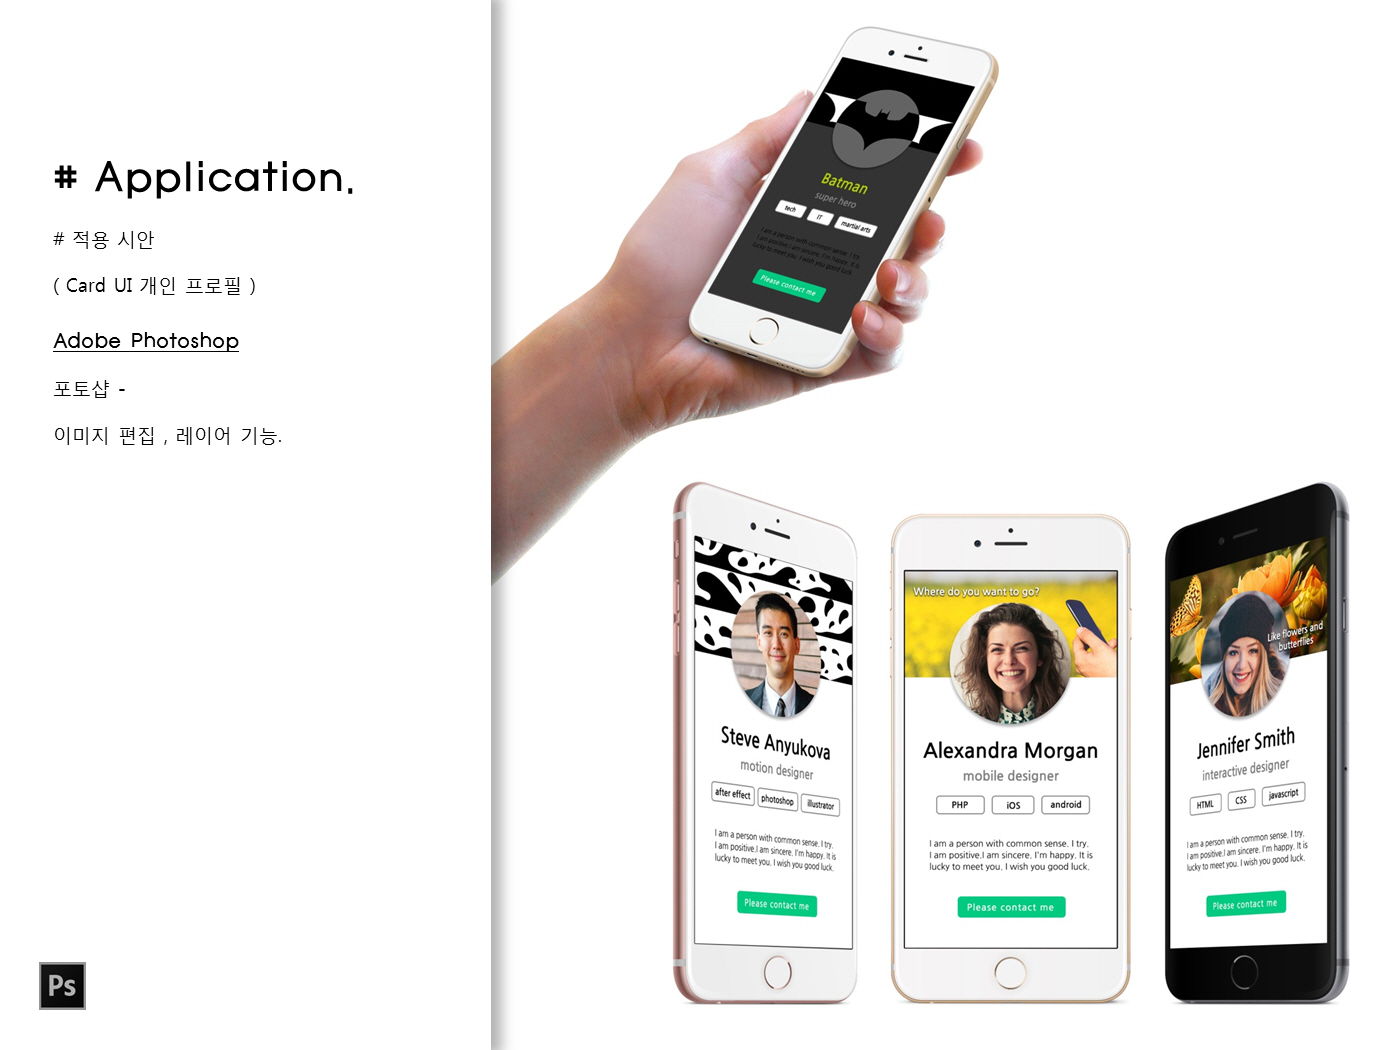 # Application.
# 적용 시안
( Card UI 개인 프로필 )
Adobe Photoshop
포토샵 -
이미지 편집 , 레이어 기능.
Ps
Batman
super hero
tech IT martial arts
I am a person with common sense. I try
I am positive.I am sincere. I'm happy. It is
lucky to meet you. I wish you good luck
Please contact me
Steve Anyukova
motion designer
after effect photoshop illustrator
I am a person with common sense. I try.
I am positive.I am sincere. I'm happy. It is
lucky to meet you. I wish you good luck.
Please contact me
Where do you want to go?
Alexandra Morgan
mobile designer
PHP iOS android
I am a person with common sense. I try.
I am positive.I am sincere. I'm happy. It is
lucky to meet you. I wish you good luck.
Please contact me
Like flowers and
butterflies
Jennifer Smith
interactive designer
HTML CSS javascript
I am a person with common sense. I try.
I am positive.I am sincere. I'm happy. It is
lucky to meet you. I wish you good luck.
Please contact me